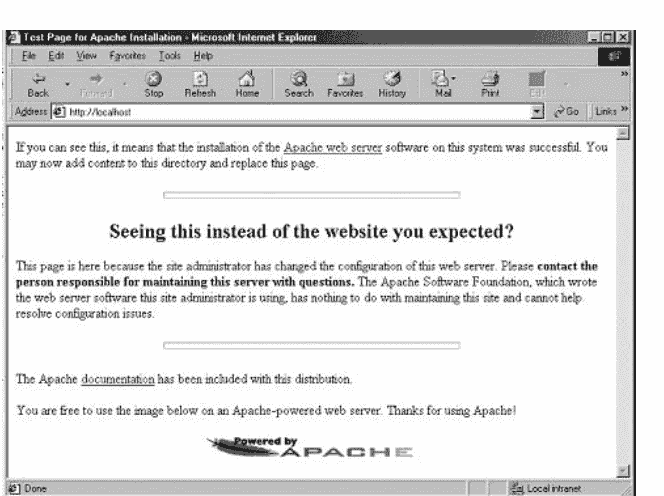 Test Page for Apache Installation - Microsoft Internet Explorer
File Edit View Favorites Tools Help
Back Forward Stop Refresh Home Search Favorites History Mail Print Edit
Address http://localhost Go Links
If you can see this, it means that the installation of the Apache web server software on this system was successful. You
may now add content to this directory and replace this page.
Seeing this instead of the website you expected?
This page is here because the site administrator has changed the configuration of this web server. Please contact the
person responsible for maintaining this server with questions. The Apache Software Foundation, which wrote
the web server software this site administrator is using, has nothing to do with maintaining this site and cannot help
resolve configuration issues.
The Apache documentation has been included with this distribution.
You are free to use the image below on an Apache-powered web server. Thanks for using Apache!
Powered by
APACHE
Done Local intranet